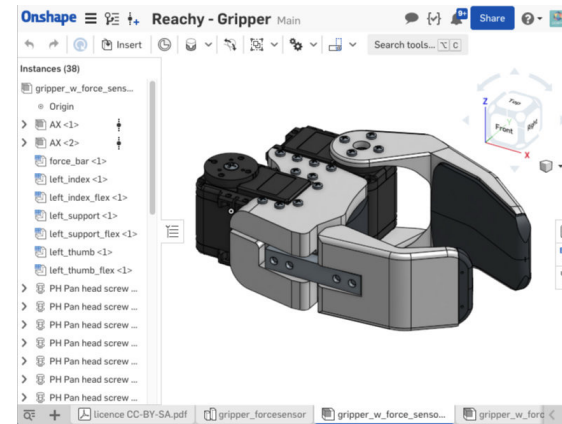 Onshape Reachy - Gripper Main Share
Insert Search tools... ⌥ C
Instances (38)
gripper_w_force_sens...
Origin
AX <1>
AX <2>
force_bar <1>
left_index <1>
left_index_flex <1>
left_support <1>
left_support_flex <1>
left_thumb <1>
left_thumb_flex <1>
PH Pan head screw ...
PH Pan head screw ...
PH Pan head screw ...
PH Pan head screw ...
PH Pan head screw ...
PH Pan head screw ...
PH Pan head screw ...
Z
Front
Right
X
licence CC-BY-SA.pdf gripper_forcesensor gripper_w_force_senso... gripper_w_forc